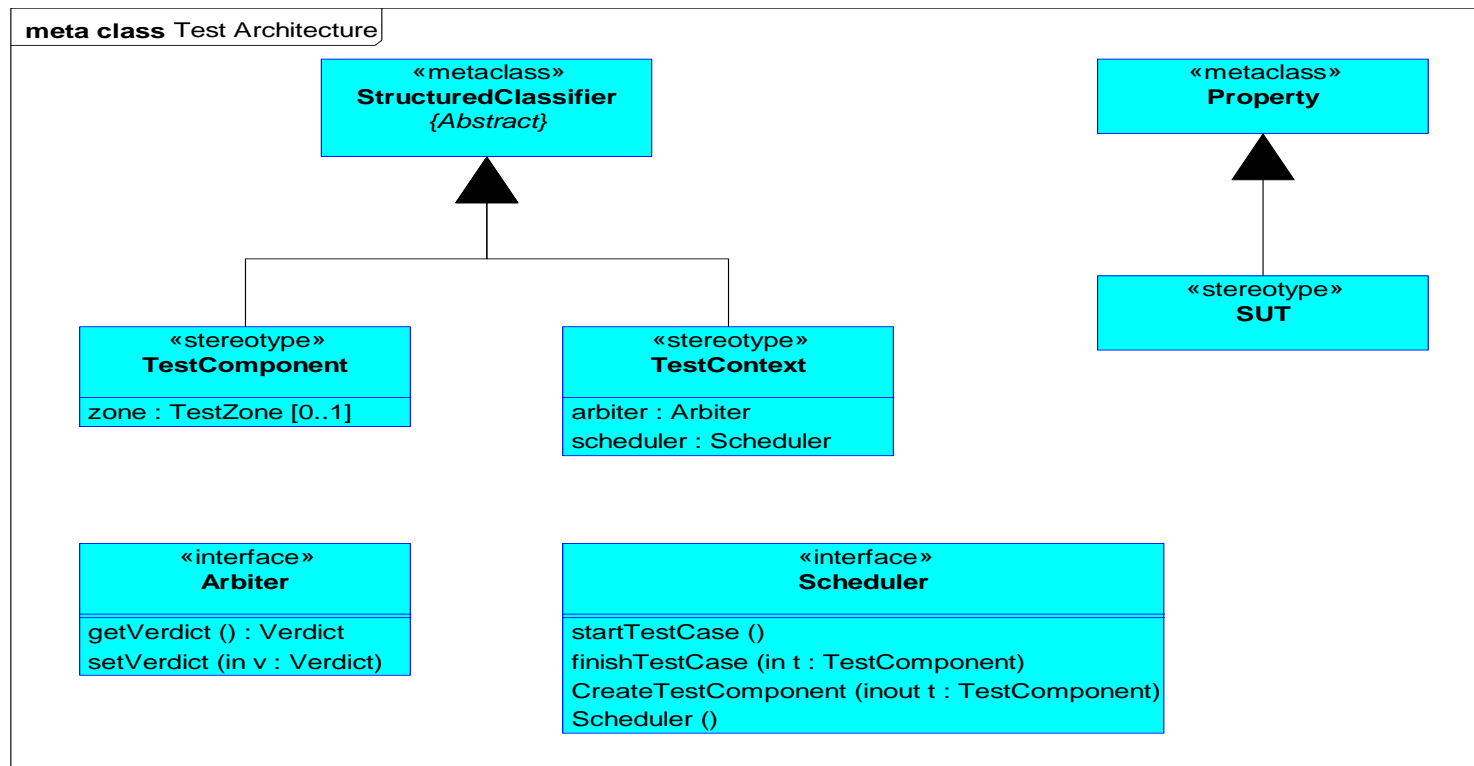 meta class Test Architecture
«metaclass»
StructuredClassifier
{Abstract}
«metaclass»
Property
«stereotype»
SUT
«stereotype»
TestComponent
zone : TestZone [0..1]
«stereotype»
TestContext
arbiter : Arbiter
scheduler : Scheduler
«interface»
Arbiter
getVerdict () : Verdict
setVerdict (in v : Verdict)
«interface»
Scheduler
startTestCase ()
finishTestCase (in t : TestComponent)
CreateTestComponent (inout t : TestComponent)
Scheduler ()